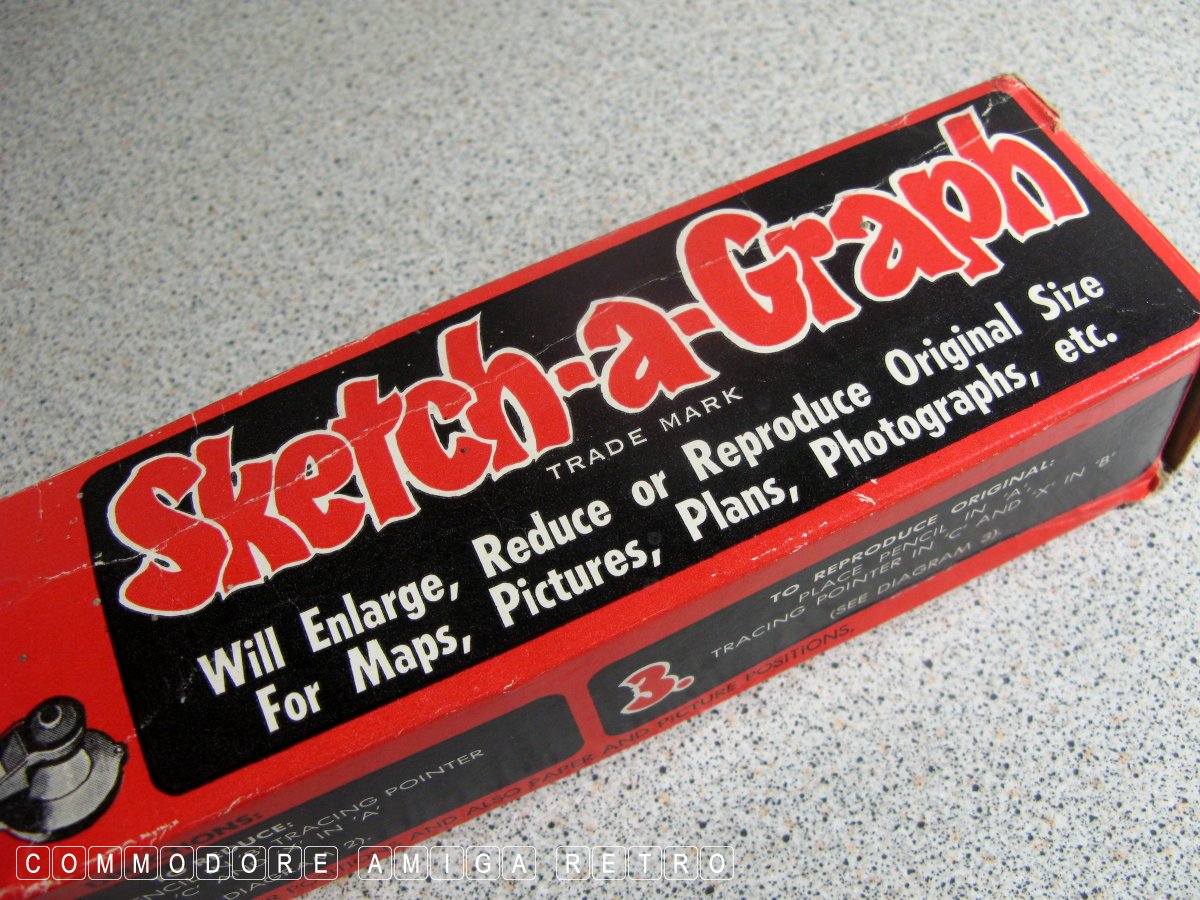 Sketch-a-Graph
TRADE MARK
Will Enlarge, Reduce or Reproduce Original Size
For Maps, Pictures, Plans, Photographs, etc.
3.
TO REPRODUCE ORIGINAL:
PLACE PENCIL IN 'A',
TRACING POINTER IN 'C' AND 'X' IN 'B'
(SEE DIAGRAM 3).
TRACING POINTER
IN 'A'
2).
AND ALSO PAPER AND PICTURE POSITIONS.
COMMODORE AMIGA RETRO